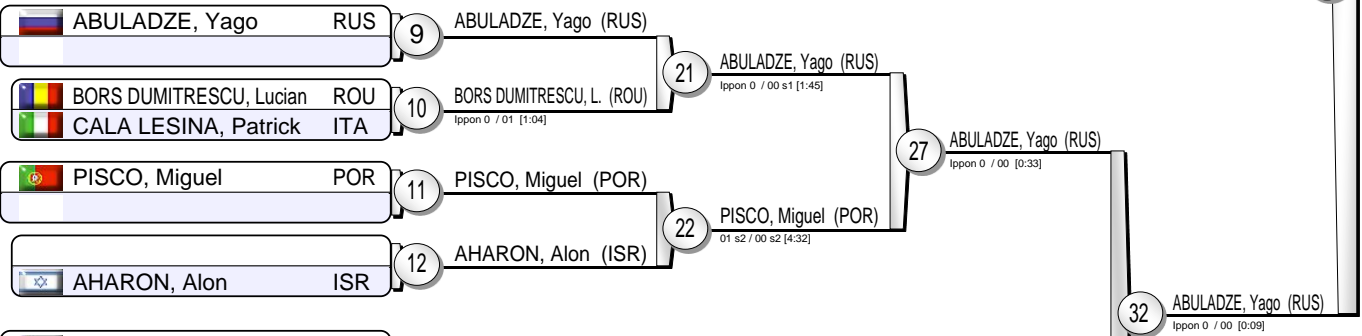 ABULADZE, Yago RUS
9
ABULADZE, Yago (RUS)
21
ABULADZE, Yago (RUS)
Ippon 0 / 00 s1 [1:45]
BORS DUMITRESCU, Lucian ROU
CALA LESINA, Patrick ITA
10
BORS DUMITRESCU, L. (ROU)
Ippon 0 / 01 [1:04]
27
ABULADZE, Yago (RUS)
Ippon 0 / 00 [0:33]
PISCO, Miguel POR
11
PISCO, Miguel (POR)
22
PISCO, Miguel (POR)
01 s2 / 00 s2 [4:32]
12
AHARON, Alon (ISR)
AHARON, Alon ISR
32
ABULADZE, Yago (RUS)
Ippon 0 / 00 [0:09]